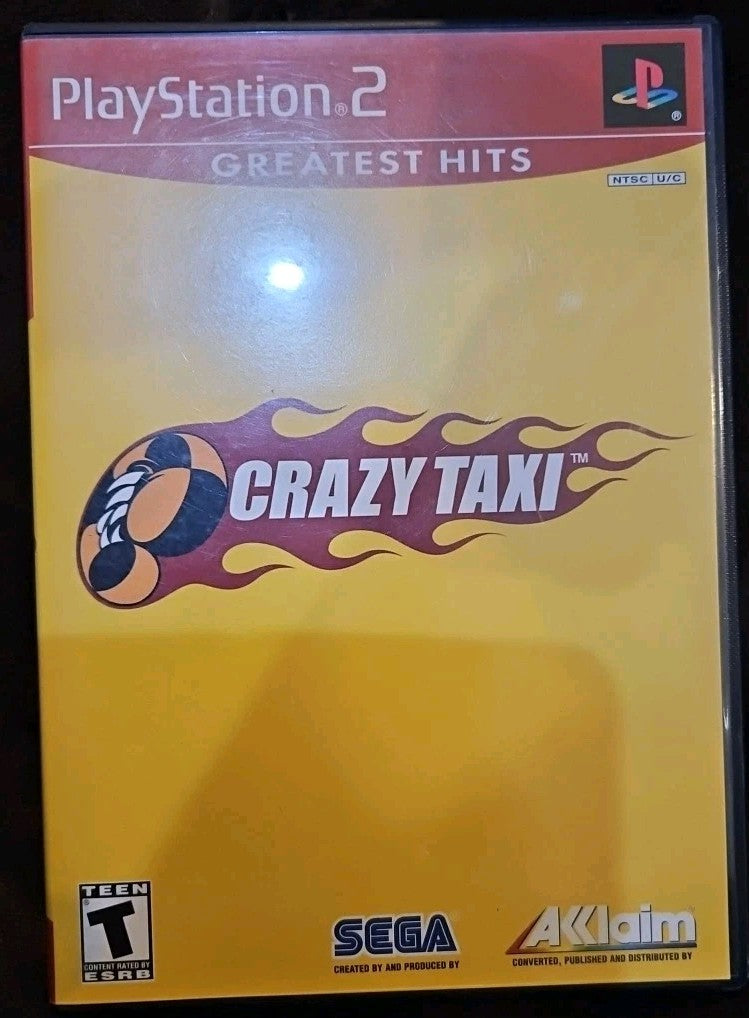 PlayStation®2
GREATEST HITS
NTSC U/C
CRAZY TAXI™
TEEN
T
CONTENT RATED BY
ESRB
SEGA
CREATED BY AND PRODUCED BY
AKKlaim
CONVERTED, PUBLISHED AND DISTRIBUTED BY